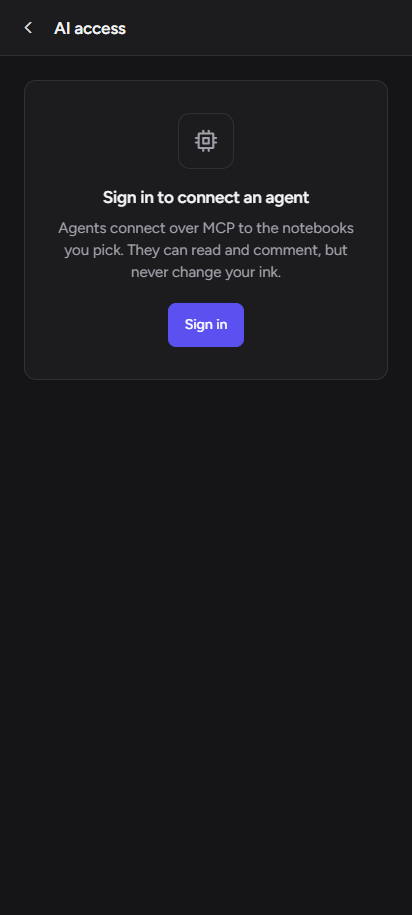 AI access
Sign in to connect an agent
Agents connect over MCP to the notebooks
you pick. They can read and comment, but
never change your ink.
Sign in